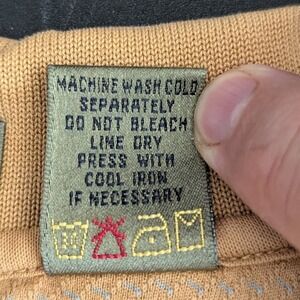 MACHINE WASH COLD
SEPARATELY
DO NOT BLEACH
LINE DRY
PRESS WITH
COOL IRON
IF NECESSARY